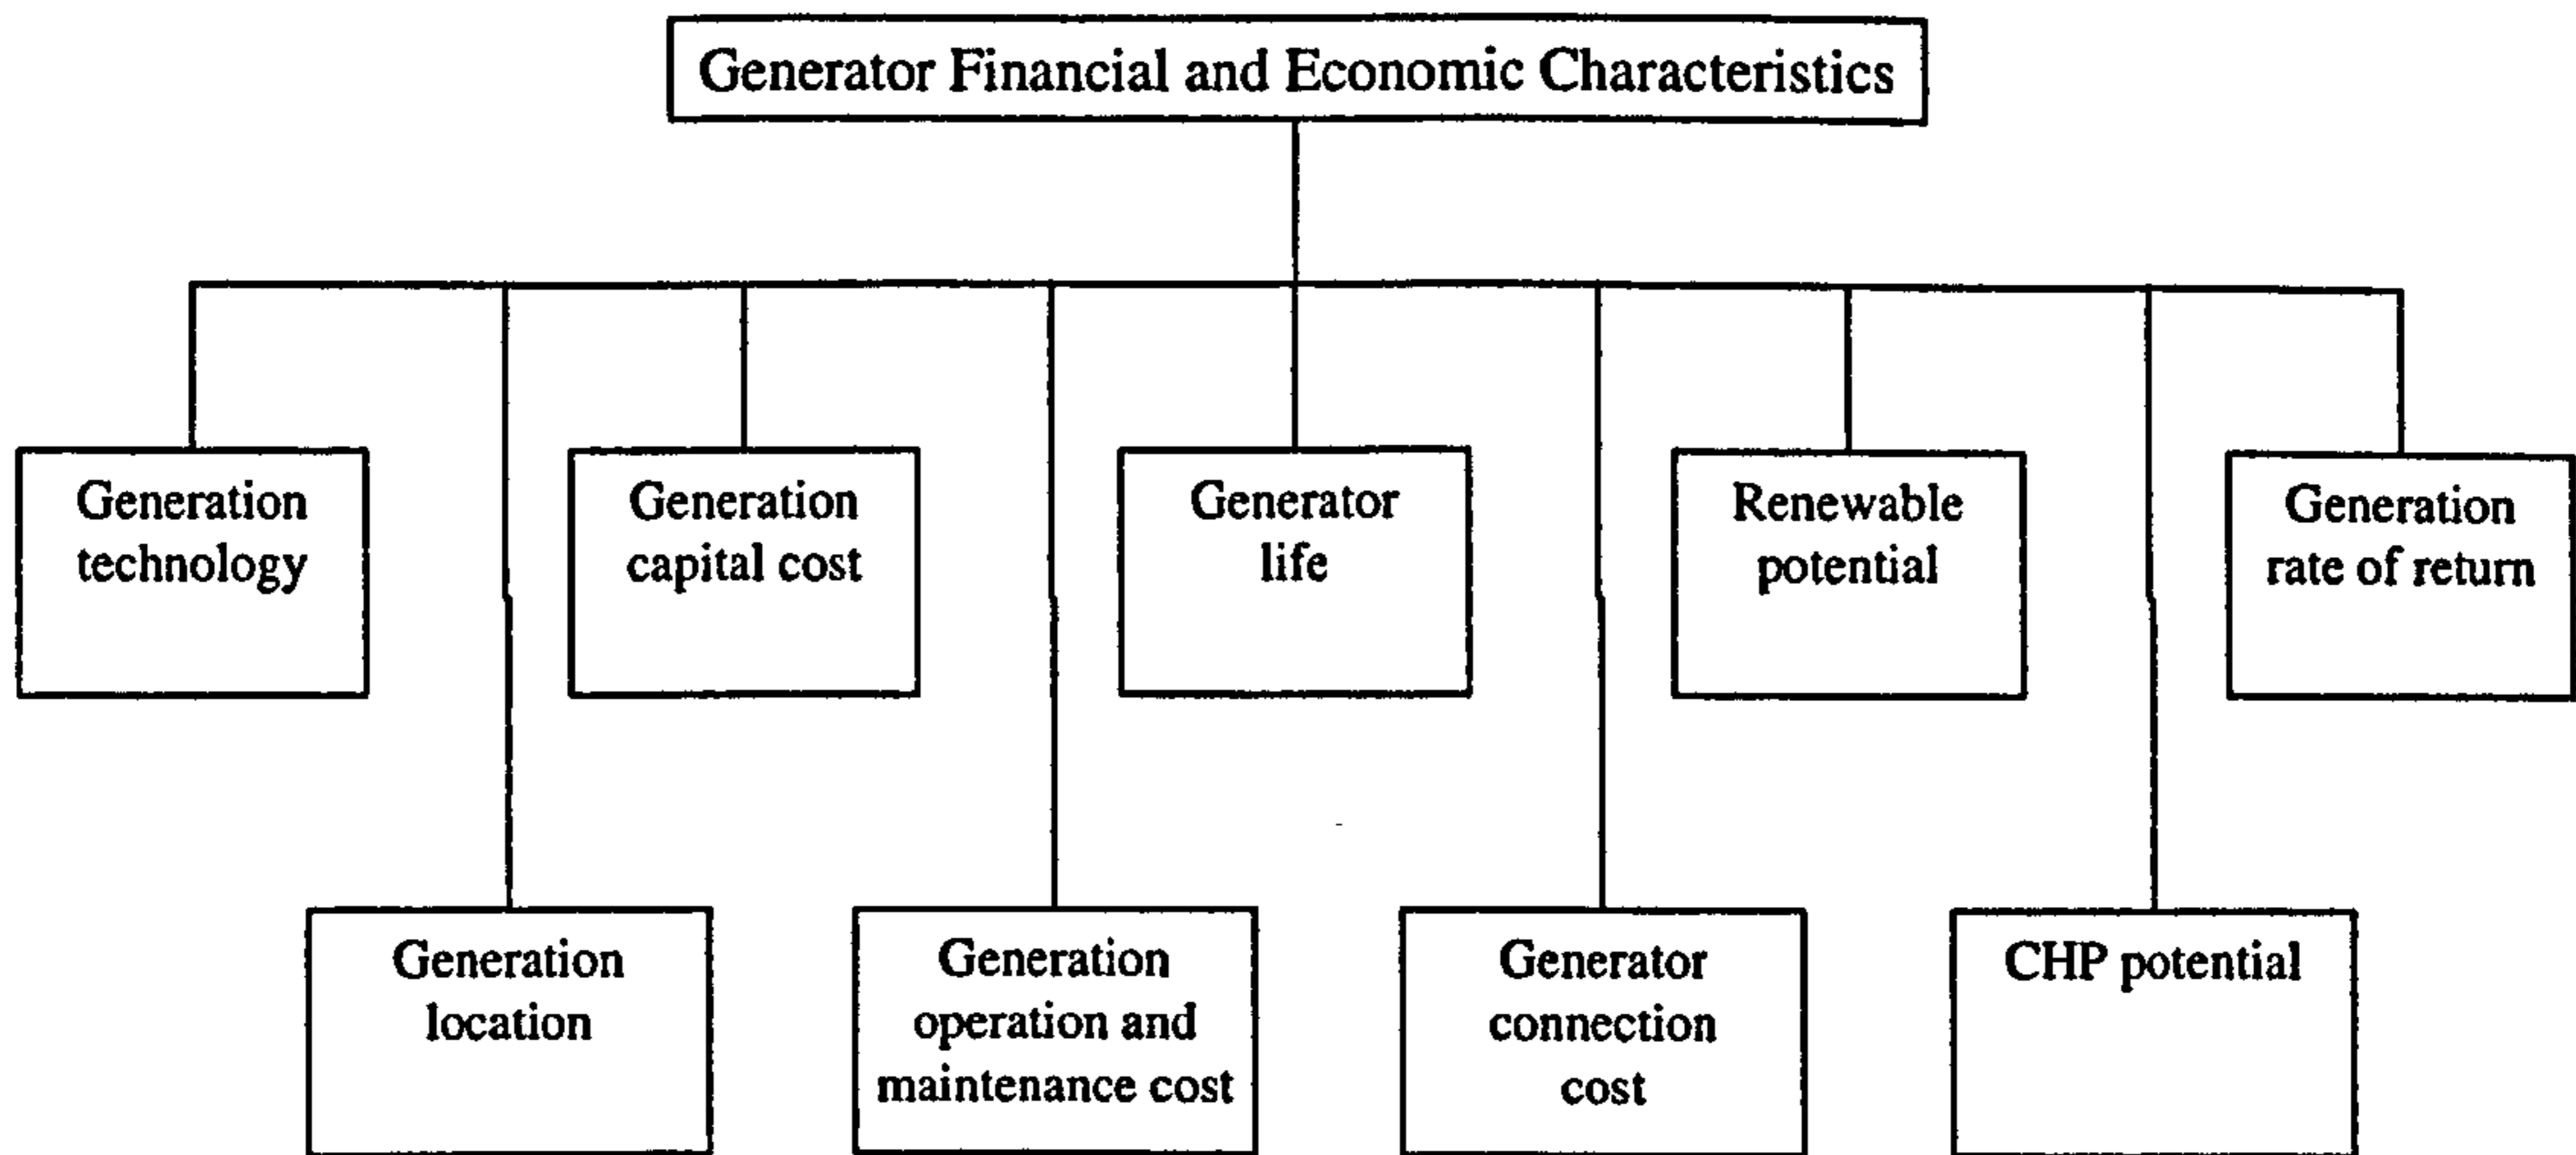 Generator Financial and Economic Characteristics
Generation
technology
Generation
capital cost
Generator
life
Renewable
potential
Generation
rate of return
Generation
location
Generation
operation and
maintenance cost
Generator
connection
cost
CHP potential